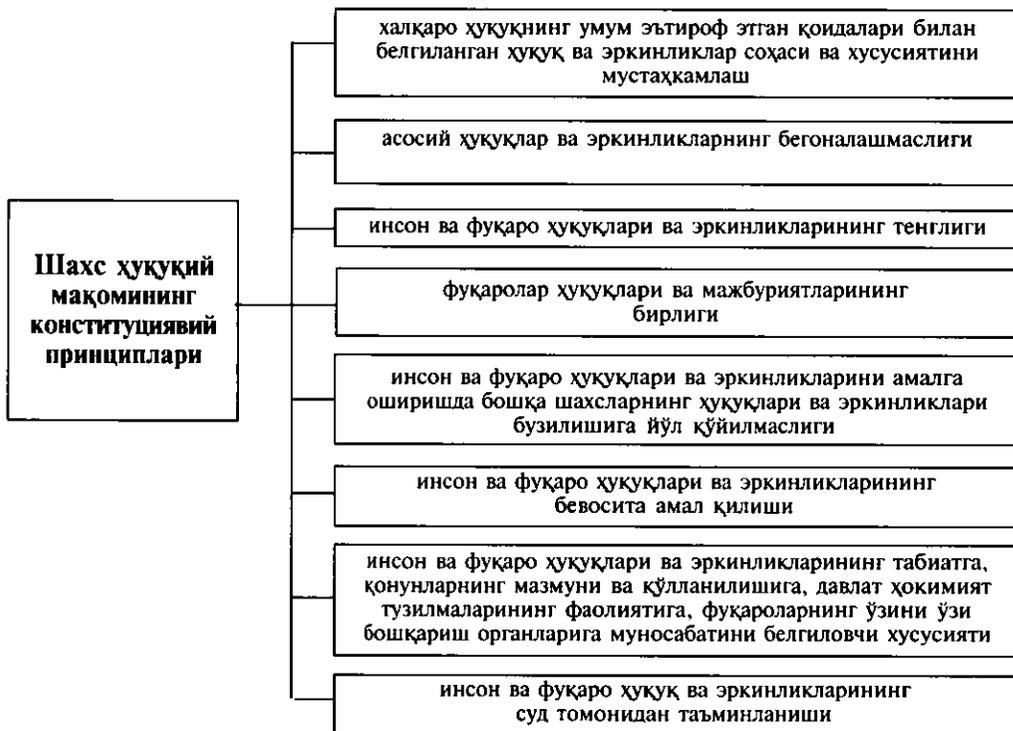 халқаро ҳуқуқнинг умум эътироф этган қоидалари билан
белгиланган ҳуқуқ ва эркинликлар соҳаси ва хусусиятини
мустаҳкамлаш
асосий ҳуқуқлар ва эркинликларнинг бегоналашмаслиги
инсон ва фуқаро ҳуқуқлари ва эркинликларининг тенглиги
Шахс ҳуқуқий
мақомининг
конституциявий
принциплари
фуқаролар ҳуқуқлари ва мажбуриятларининг
бирлиги
инсон ва фуқаро ҳуқуқлари ва эркинликларини амалга
оширишда бошқа шахсларнинг ҳуқуқлари ва эркинликлари
бузилишига йўл қўйилмаслиги
инсон ва фуқаро ҳуқуқлари ва эркинликларининг
бевосита амал қилиши
инсон ва фуқаро ҳуқуқлари ва эркинликларининг табиатга,
қонунларнинг мазмуни ва қўлланилишига, давлат ҳокимият
тузилмаларининг фаолиятига, фуқароларнинг ўзини ўзи
бошқариш органларига муносабатини белгиловчи хусусияти
инсон ва фуқаро ҳуқуқ ва эркинликларининг
суд томонидан таъминланиши